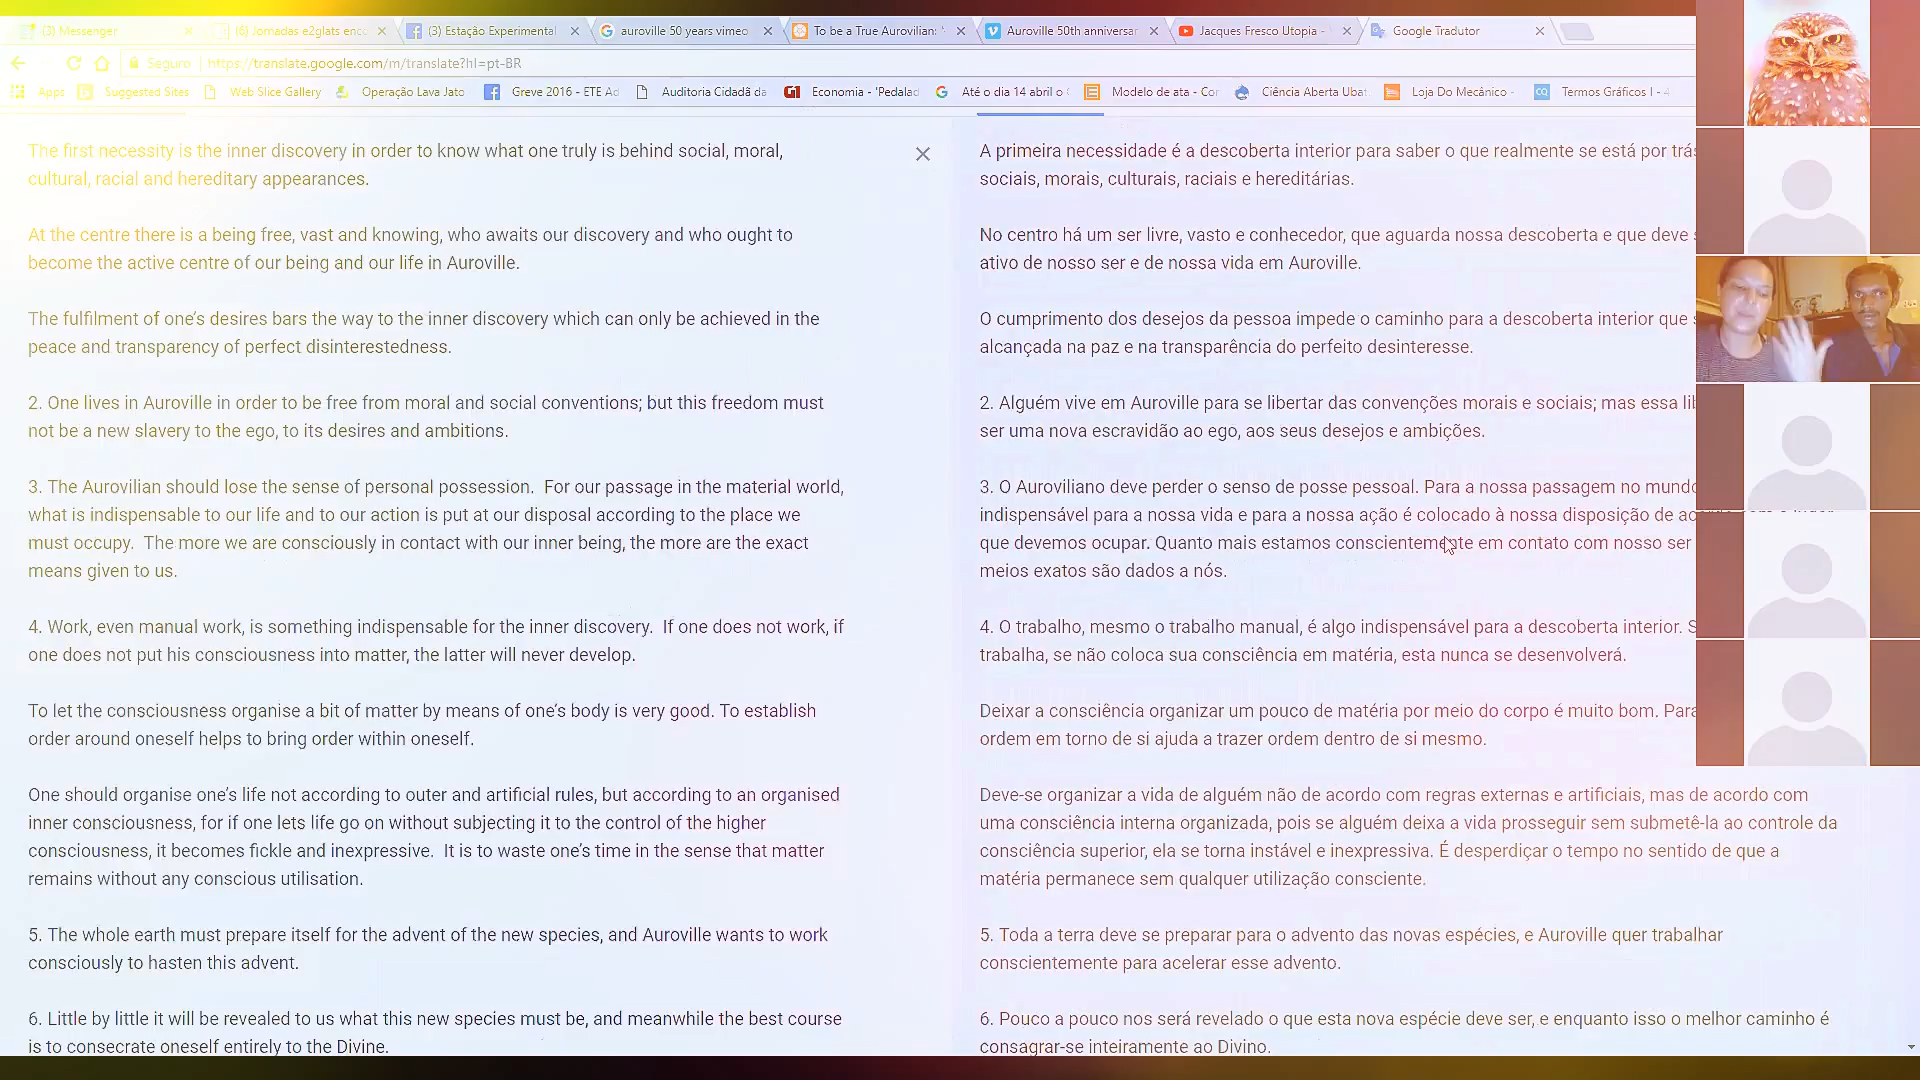 (3) Messenger
(6) Jornadas e2glats enc
(3) Estação Experimental
auroville 50 years vimeo
To be a True Aurovilian:
Auroville 50th anniversar
Jacques Fresco Utopia -
Google Tradutor
Seguro
https://translate.google.com/m/translate?hl=pt-BR
Apps
Suggested Sites
Web Slice Gallery
Operação Lava Jato
Greve 2016 - ETE Ad
Auditoria Cidadã da
G1
Economia - 'Pedalad
Até o dia 14 abril o
Modelo de ata - Cor
Ciência Aberta Ubat
Loja Do Mecânico -
CQ
Termos Gráficos I - 4
The first necessity is the inner discovery in order to know what one truly is behind social, moral,
cultural, racial and hereditary appearances.
At the centre there is a being free, vast and knowing, who awaits our discovery and who ought to
become the active centre of our being and our life in Auroville.
The fulfilment of one's desires bars the way to the inner discovery which can only be achieved in the
peace and transparency of perfect disinterestedness.
2. One lives in Auroville in order to be free from moral and social conventions; but this freedom must
not be a new slavery to the ego, to its desires and ambitions.
3. The Aurovilian should lose the sense of personal possession.  For our passage in the material world,
what is indispensable to our life and to our action is put at our disposal according to the place we
must occupy.  The more we are consciously in contact with our inner being, the more are the exact
means given to us.
4. Work, even manual work, is something indispensable for the inner discovery.  If one does not work, if
one does not put his consciousness into matter, the latter will never develop.
To let the consciousness organise a bit of matter by means of one's body is very good. To establish
order around oneself helps to bring order within oneself.
One should organise one's life not according to outer and artificial rules, but according to an organised
inner consciousness, for if one lets life go on without subjecting it to the control of the higher
consciousness, it becomes fickle and inexpressive.  It is to waste one's time in the sense that matter
remains without any conscious utilisation.
5. The whole earth must prepare itself for the advent of the new species, and Auroville wants to work
consciously to hasten this advent.
6. Little by little it will be revealed to us what this new species must be, and meanwhile the best course
is to consecrate oneself entirely to the Divine.
A primeira necessidade é a descoberta interior para saber o que realmente se está por trás
sociais, morais, culturais, raciais e hereditárias.
No centro há um ser livre, vasto e conhecedor, que aguarda nossa descoberta e que deve
ativo de nosso ser e de nossa vida em Auroville.
O cumprimento dos desejos da pessoa impede o caminho para a descoberta interior que
alcançada na paz e na transparência do perfeito desinteresse.
2. Alguém vive em Auroville para se libertar das convenções morais e sociais; mas essa lib
ser uma nova escravidão ao ego, aos seus desejos e ambições.
3. O Auroviliano deve perder o senso de posse pessoal. Para a nossa passagem no mundo
indispensável para a nossa vida e para a nossa ação é colocado à nossa disposição de
que devemos ocupar. Quanto mais estamos conscientemente em contato com nosso ser
meios exatos são dados a nós.
4. O trabalho, mesmo o trabalho manual, é algo indispensável para a descoberta interior. S
trabalha, se não coloca sua consciência em matéria, esta nunca se desenvolverá.
Deixar a consciência organizar um pouco de matéria por meio do corpo é muito bom. Para
ordem em torno de si ajuda a trazer ordem dentro de si mesmo.
Deve-se organizar a vida de alguém não de acordo com regras externas e artificiais, mas de acordo com
uma consciência interna organizada, pois se alguém deixa a vida prosseguir sem submetê-la ao controle da
consciência superior, ela se torna instável e inexpressiva. É desperdiçar o tempo no sentido de que a
matéria permanece sem qualquer utilização consciente.
5. Toda a terra deve se preparar para o advento das novas espécies, e Auroville quer trabalhar
conscientemente para acelerar esse advento.
6. Pouco a pouco nos será revelado o que esta nova espécie deve ser, e enquanto isso o melhor caminho é
consagrar-se inteiramente ao Divino.